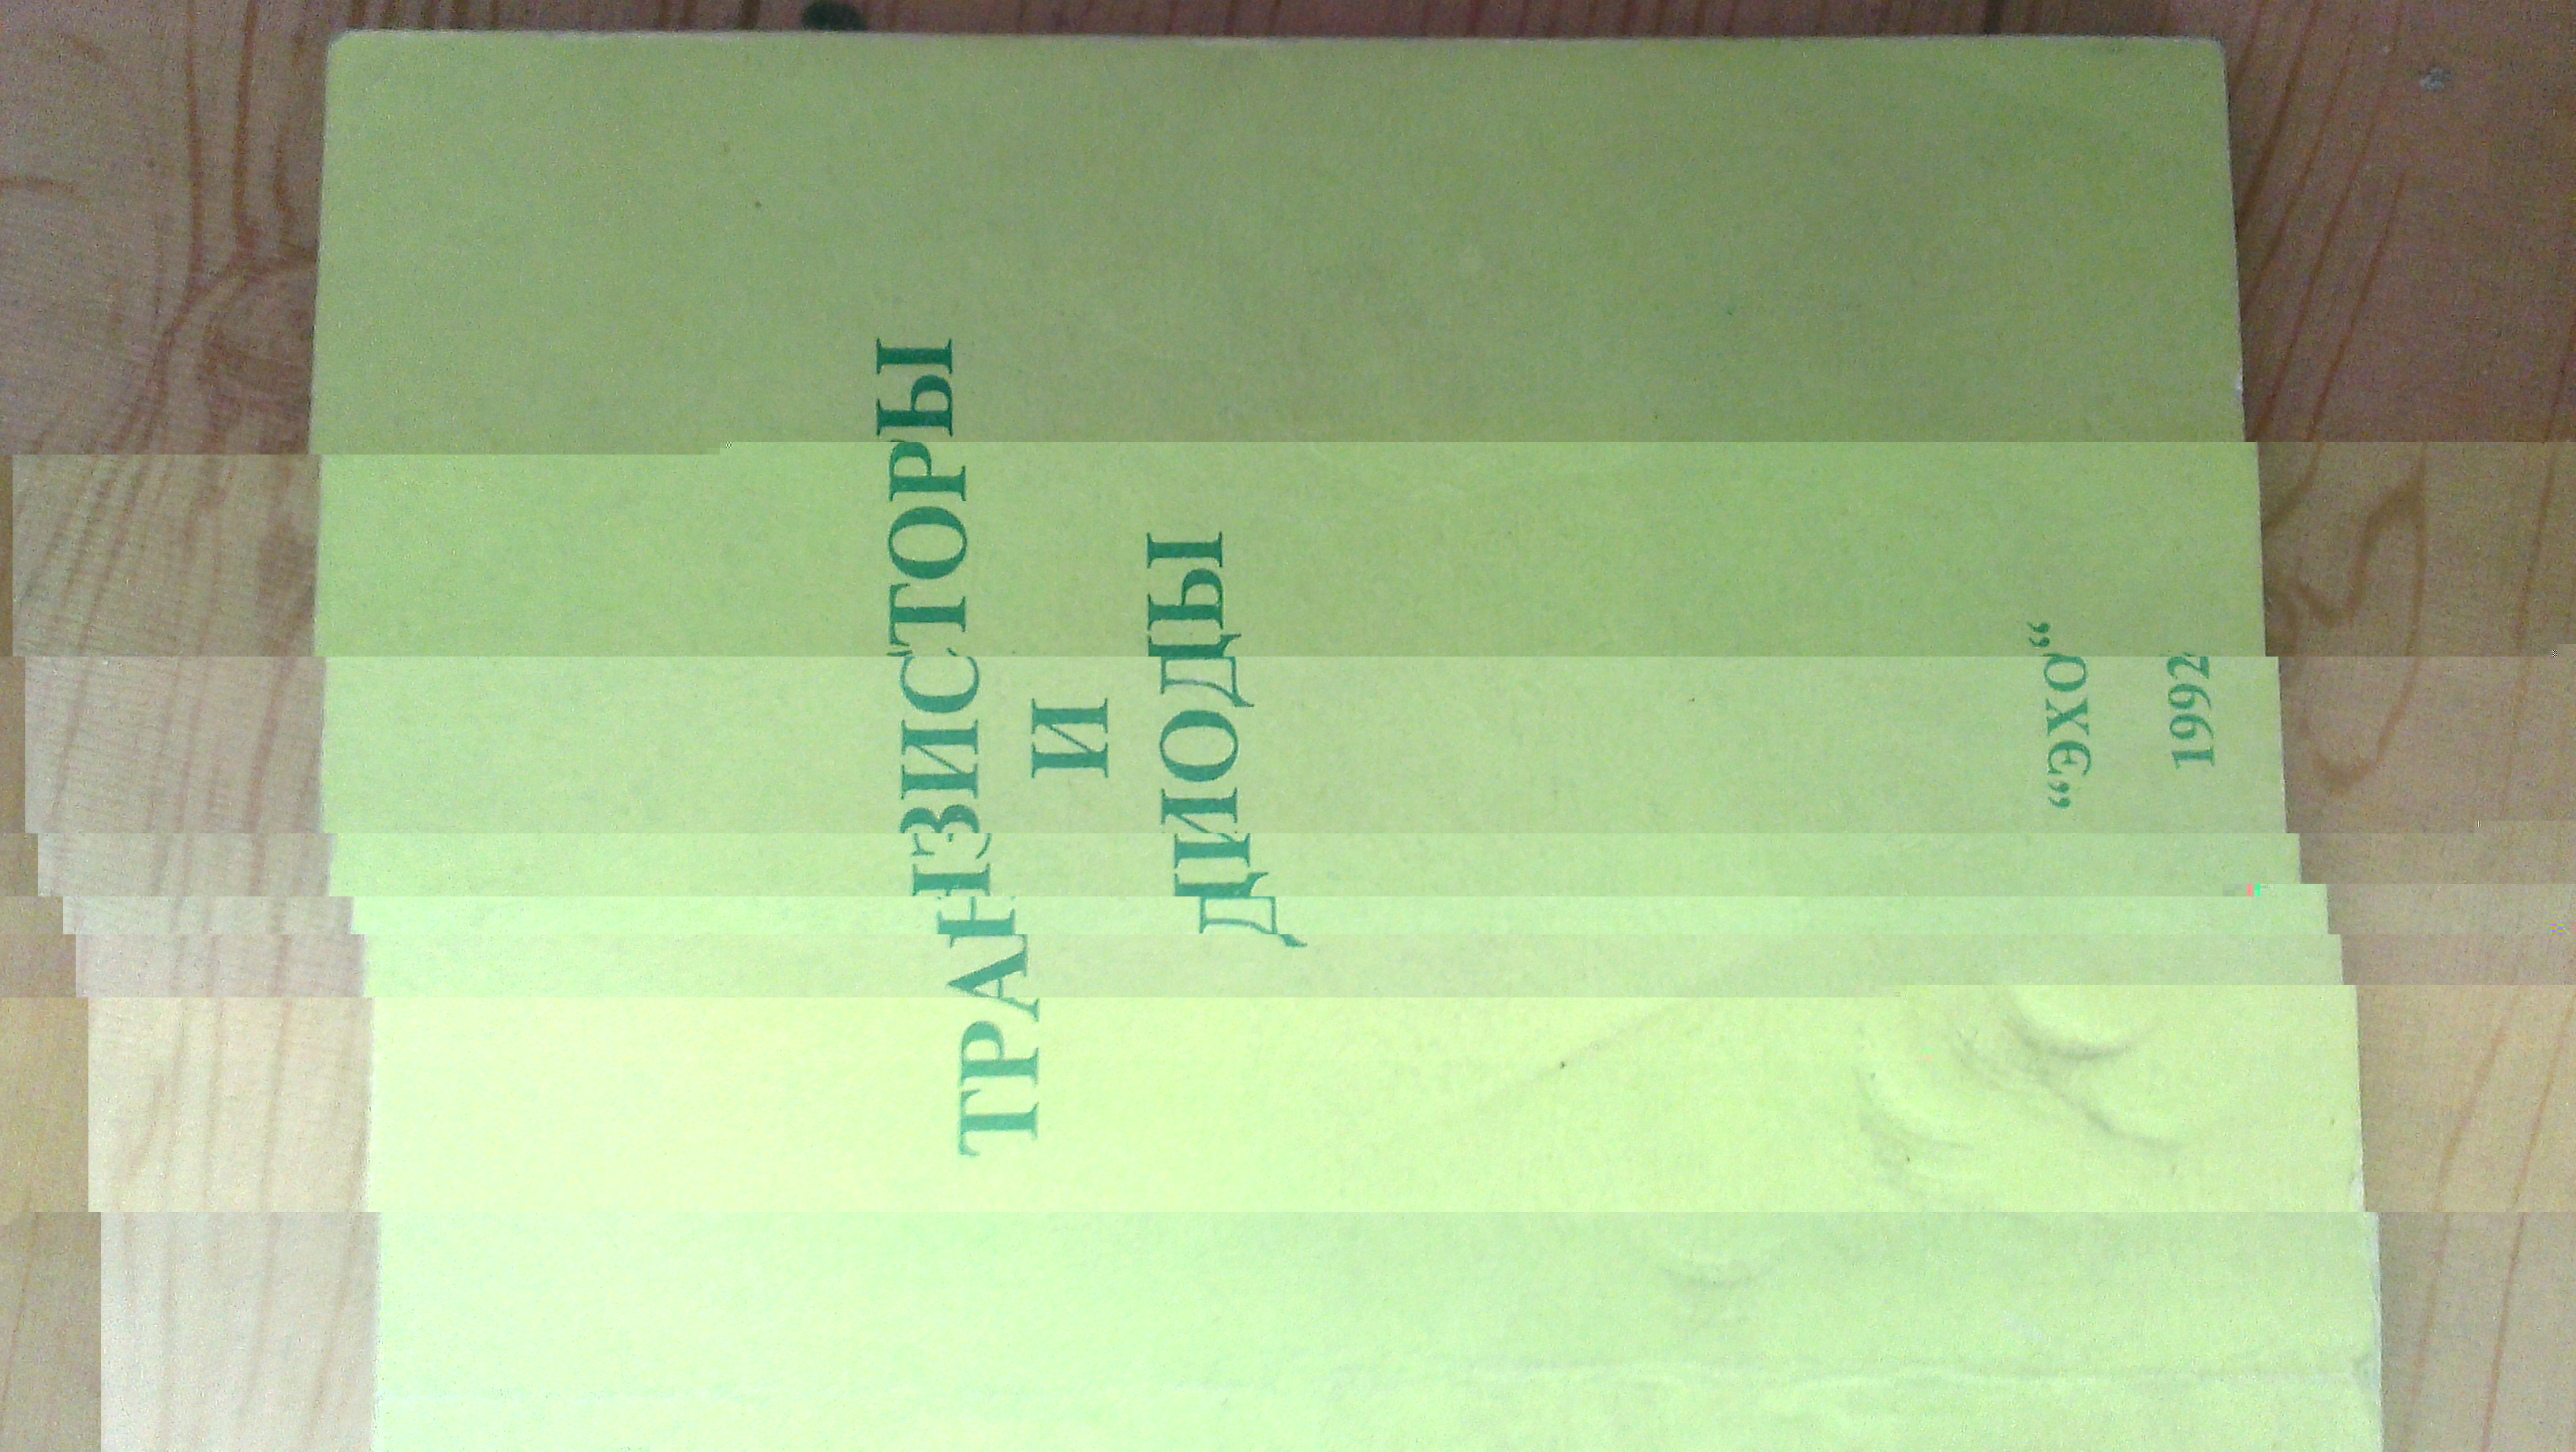 ТРАНЗИСТОРЫ
И
ДИОДЫ
“ЭХО”
1992